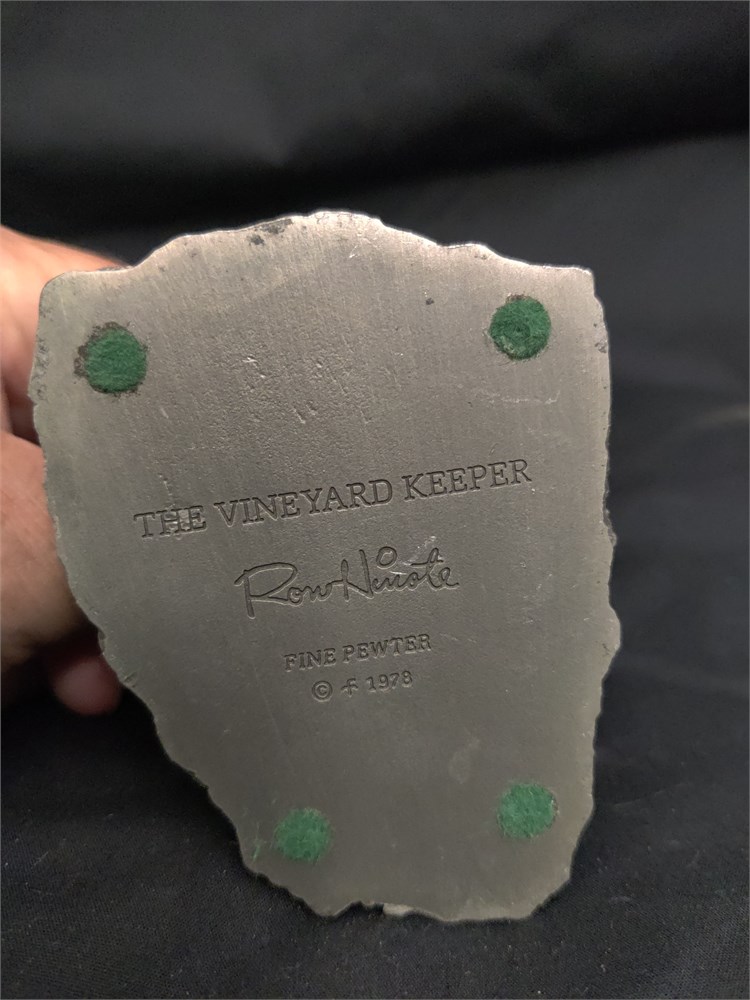 THE VINEYARD KEEPER
Ron Hinote
FINE PEWTER
© 1978